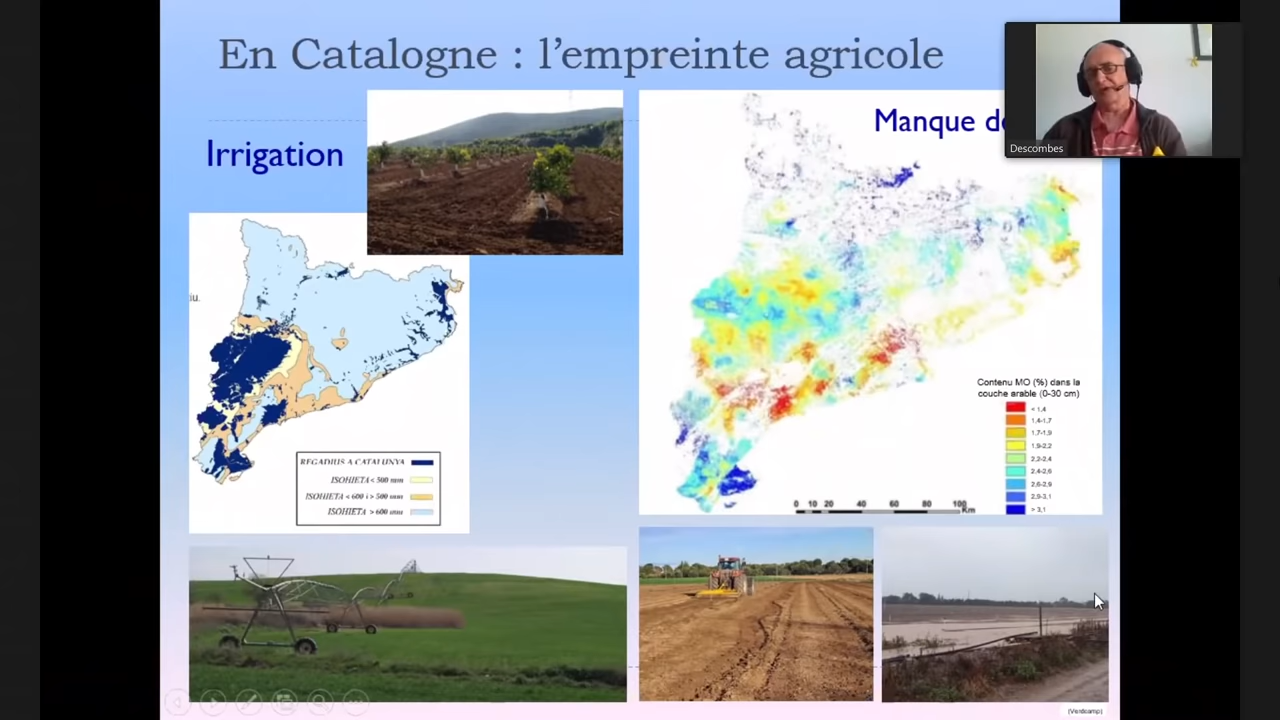 En Catalogne : l'empreinte agricole
Manque de
Descombes
Irrigation
iu.
REGADIUS A CATALUNYA
ISOHIETA < 500 mm
ISOHIETA < 600 i > 500 mm
ISOHIETA > 600 mm
Contenu MO (%) dans la
couche arable (0-30 cm)
< 1,4
1,4-1,7
1,7-1,9
1,9-2,2
2,2-2,4
2,4-2,6
2,6-2,9
2,9-3,1
> 3,1
0 10 20 40 60 80 100
Km
(Verdcamp)